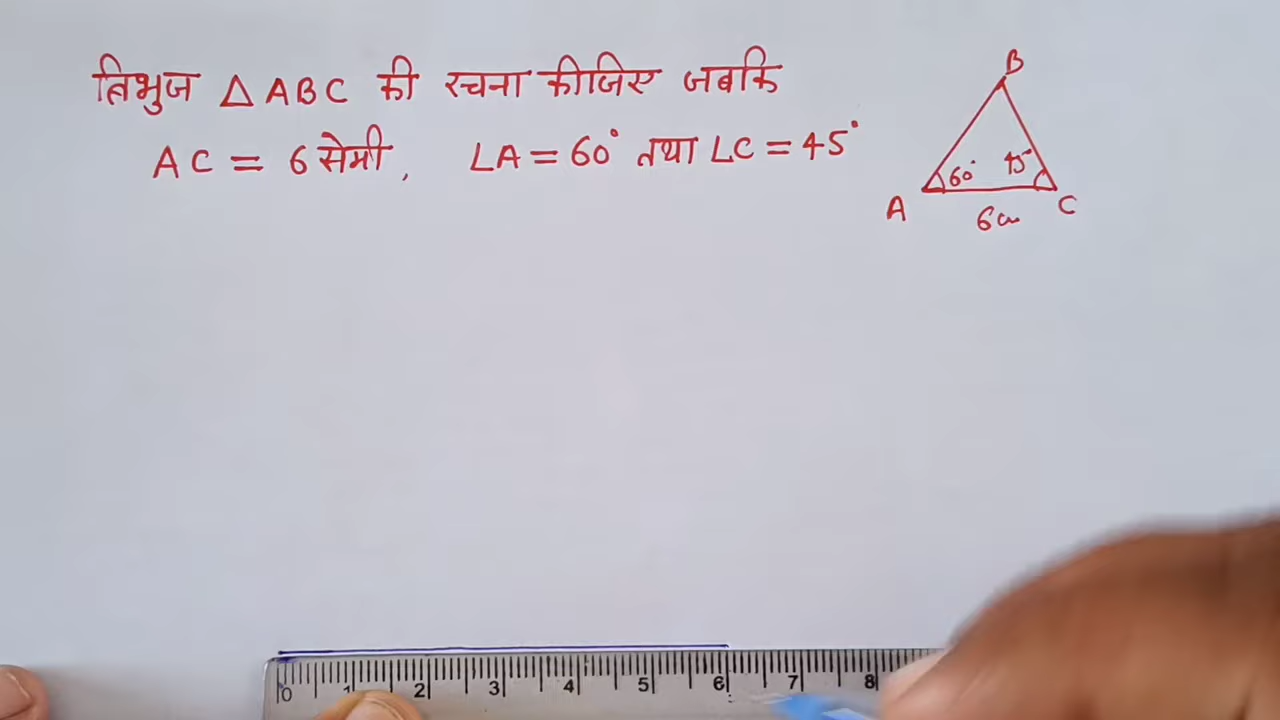 त्रिभुज △ABC की रचना कीजिए जबकि
AC = 6 सेमी, ∠A = 60° तथा ∠C = 45°
B
60° 45°
A C
6cm
0 1 2 3 4 5 6 7 8